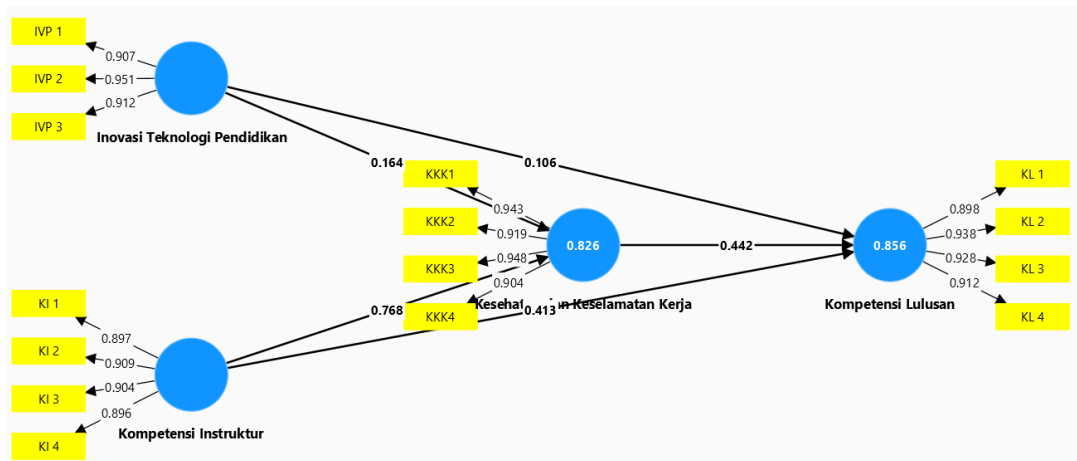 IVP 1
0.907
IVP 2
0.951
0.912
IVP 3
Inovasi Teknologi Pendidikan
0.164
0.106
KKK1
0.943
KKK2
0.919
KKK3
0.948
0.904
KKK4
0.826
Keselamatan Kerja
0.442
0.768
0.413
KI 1
0.897
KI 2
0.909
0.904
KI 3
0.896
KI 4
Kompetensi Instruktur
0.856
Kompetensi Lulusan
KL 1
0.898
KL 2
0.938
0.928
KL 3
0.912
KL 4